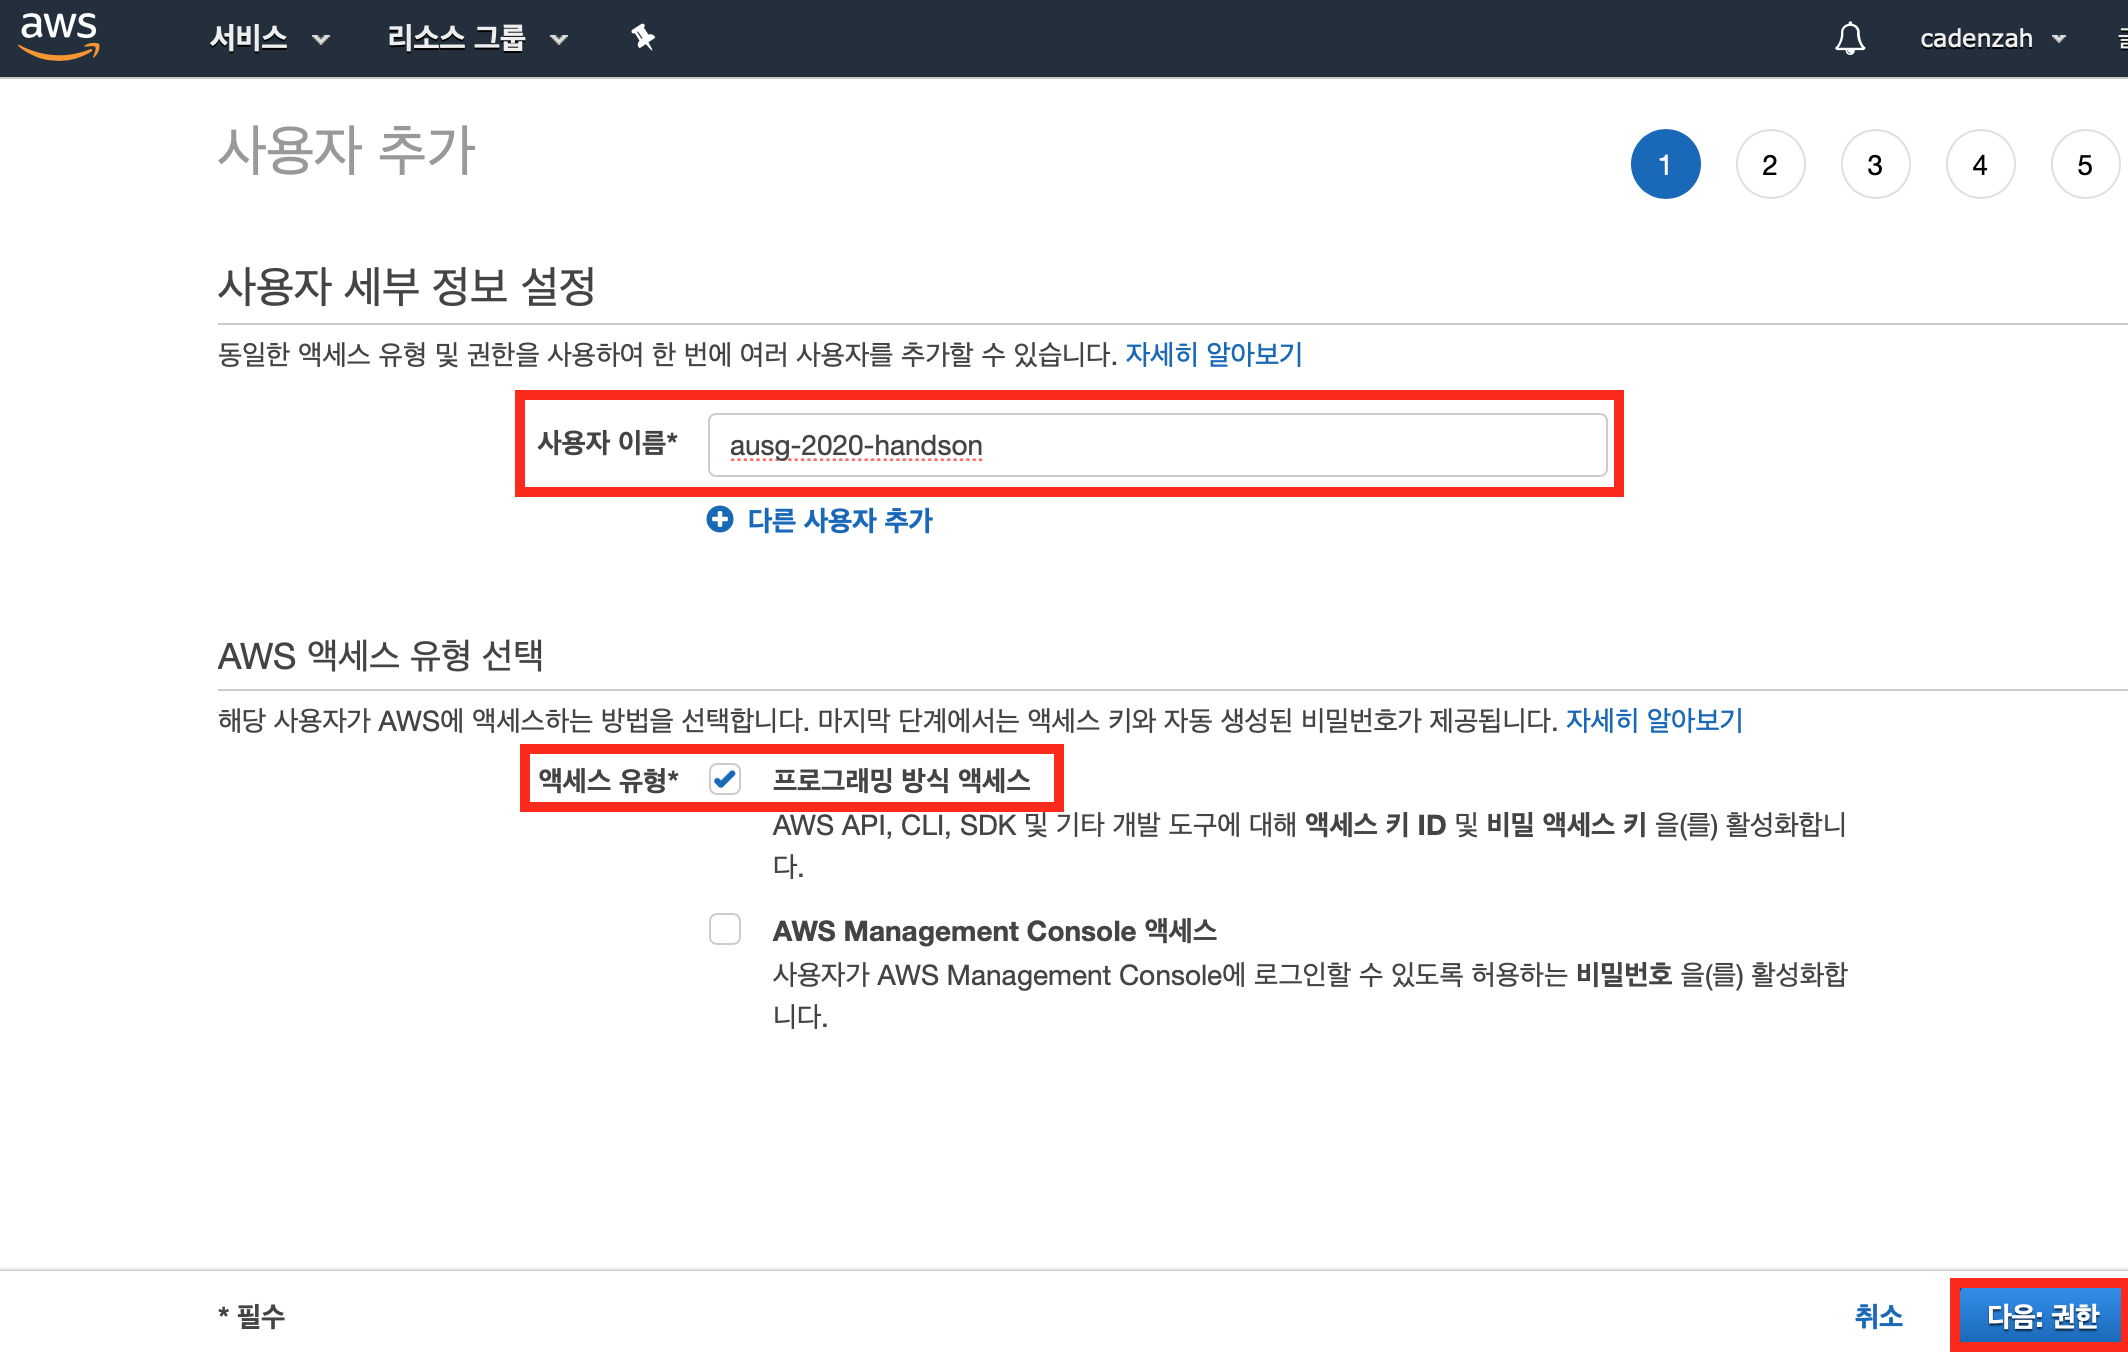 aws 서비스 리소스 그룹 cadenzah
사용자 추가
1 2 3 4 5
사용자 세부 정보 설정
동일한 액세스 유형 및 권한을 사용하여 한 번에 여러 사용자를 추가할 수 있습니다. 자세히 알아보기
사용자 이름* ausg-2020-handson
다른 사용자 추가
AWS 액세스 유형 선택
해당 사용자가 AWS에 액세스하는 방법을 선택합니다. 마지막 단계에서는 액세스 키와 자동 생성된 비밀번호가 제공됩니다. 자세히 알아보기
액세스 유형* 프로그래밍 방식 액세스
AWS API, CLI, SDK 및 기타 개발 도구에 대해 액세스 키 ID 및 비밀 액세스 키 을(를) 활성화합니
다.
AWS Management Console 액세스
사용자가 AWS Management Console에 로그인할 수 있도록 허용하는 비밀번호 을(를) 활성화합
니다.
* 필수 취소 다음: 권한